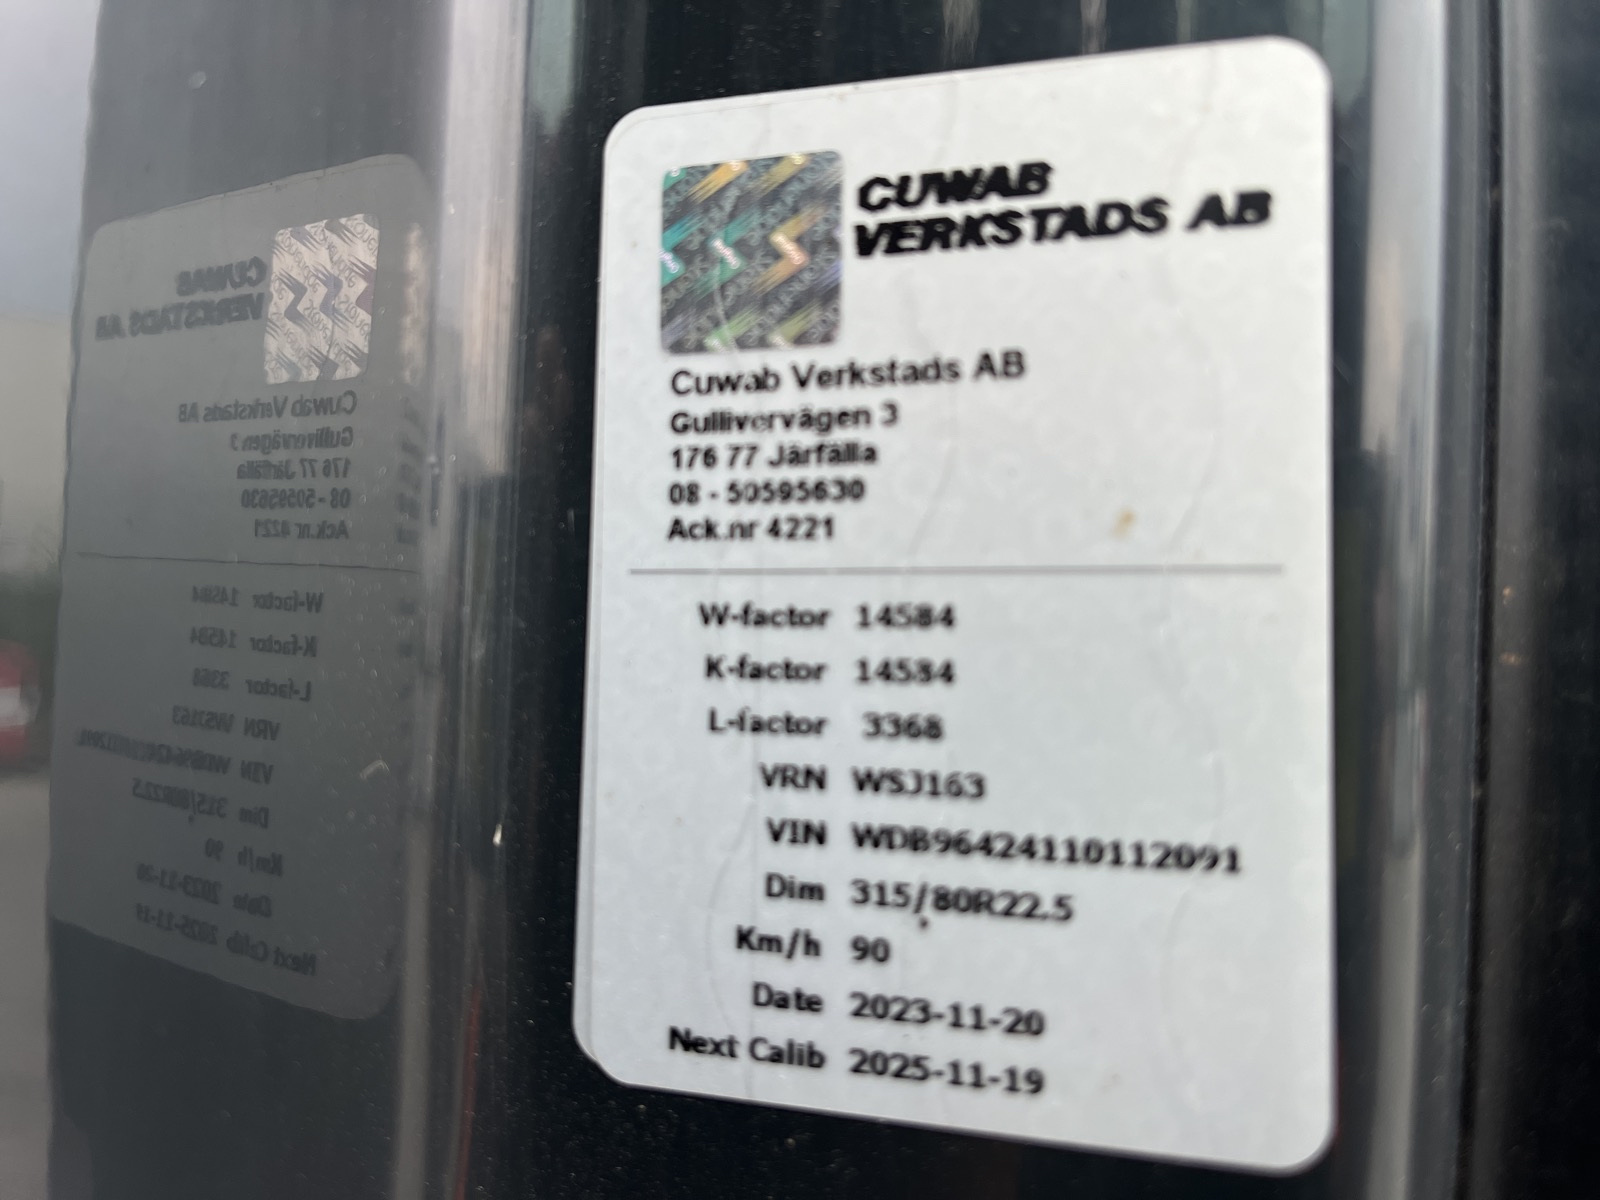 CUWAB
VERKSTADS AB
Cuwab Verkstads AB
Gullivervägen 3
176 77 Järfälla
08 - 50595630
Ack.nr 4221
W-factor 14584
K-factor 14584
L-factor 3368
VRN WSJ163
VIN WDB96424110112091
Dim 315/80R22.5
Km/h 90
Date 2023-11-20
Next Calib 2025-11-19